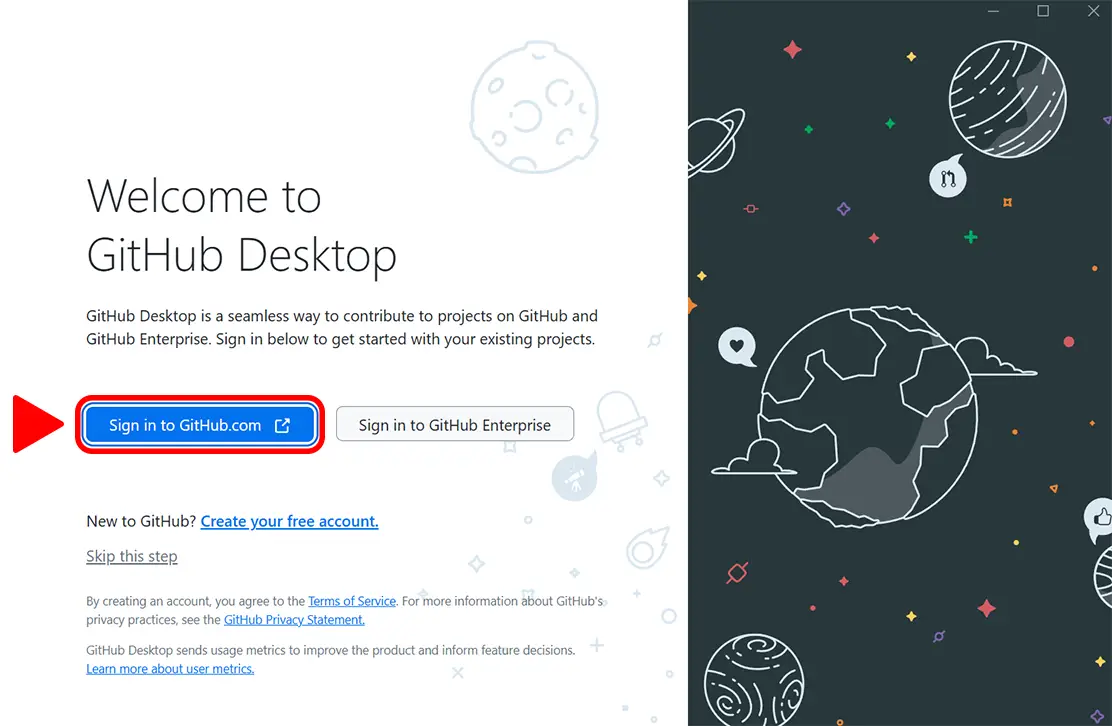 Welcome to
GitHub Desktop
GitHub Desktop is a seamless way to contribute to projects on GitHub and
GitHub Enterprise. Sign in below to get started with your existing projects.
Sign in to GitHub.com
Sign in to GitHub Enterprise
New to GitHub? Create your free account.
Skip this step
By creating an account, you agree to the Terms of Service. For more information about GitHub's
privacy practices, see the GitHub Privacy Statement.
GitHub Desktop sends usage metrics to improve the product and inform feature decisions.
Learn more about user metrics.